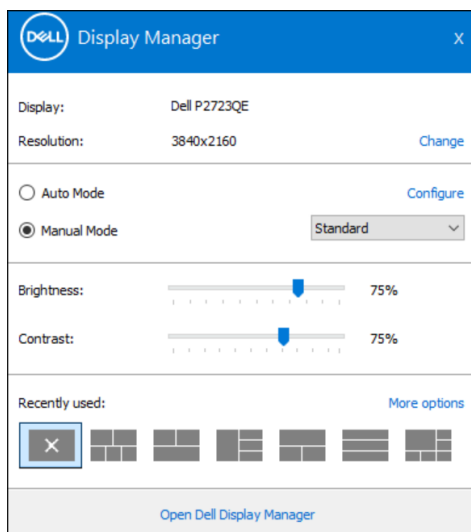 DELL Display Manager X
Display: Dell P2723QE
Resolution: 3840x2160 Change
Auto Mode Configure
Manual Mode Standard
Brightness: 75%
Contrast: 75%
Recently used: More options
Open Dell Display Manager